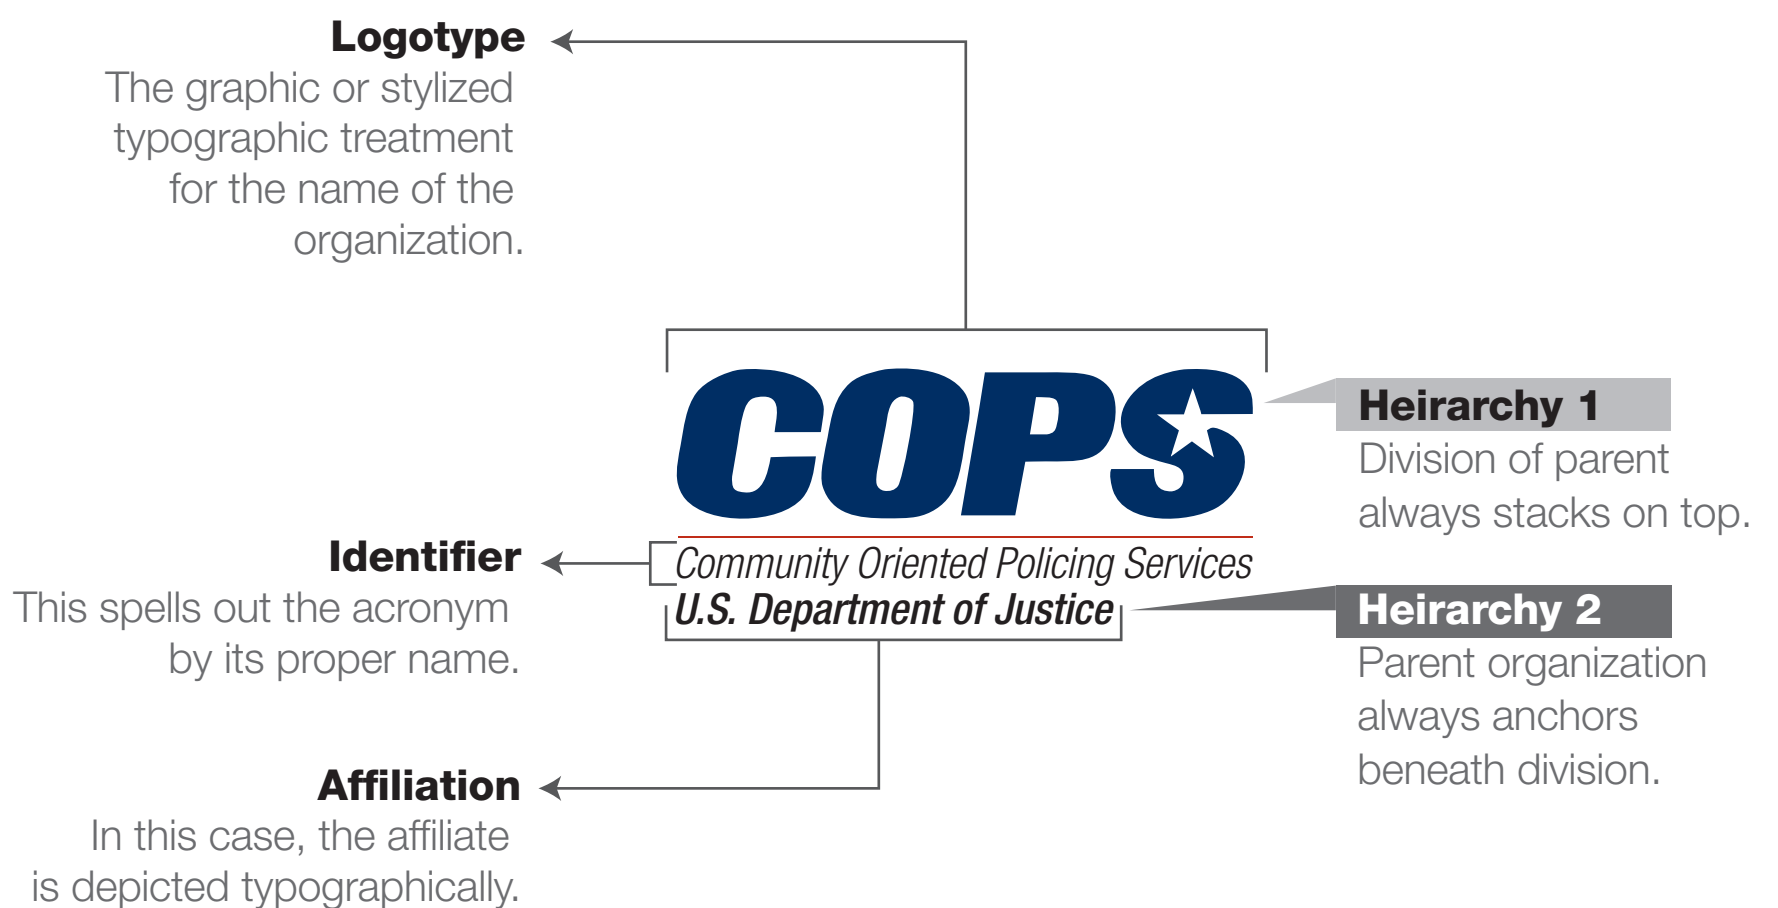 Logotype
The graphic or stylized
typographic treatment
for the name of the
organization.
COPS
Heirarchy 1
Division of parent
always stacks on top.
Identifier
This spells out the acronym
by its proper name.
Community Oriented Policing Services
U.S. Department of Justice
Heirarchy 2
Parent organization
always anchors
beneath division.
Affiliation
In this case, the affiliate
is depicted typographically.